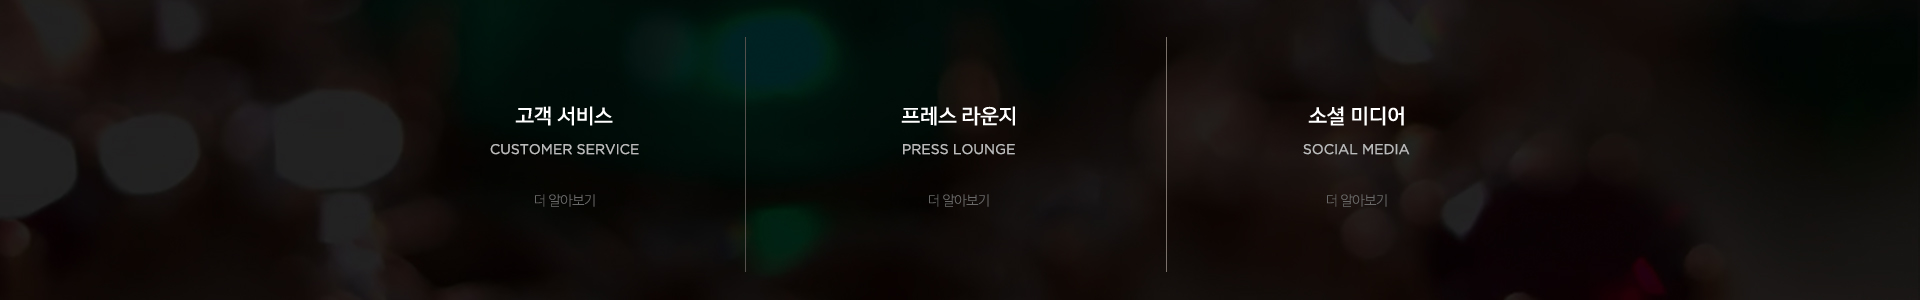 고객 서비스
CUSTOMER SERVICE
더 알아보기
프레스 라운지
PRESS LOUNGE
더 알아보기
소셜 미디어
SOCIAL MEDIA
더 알아보기